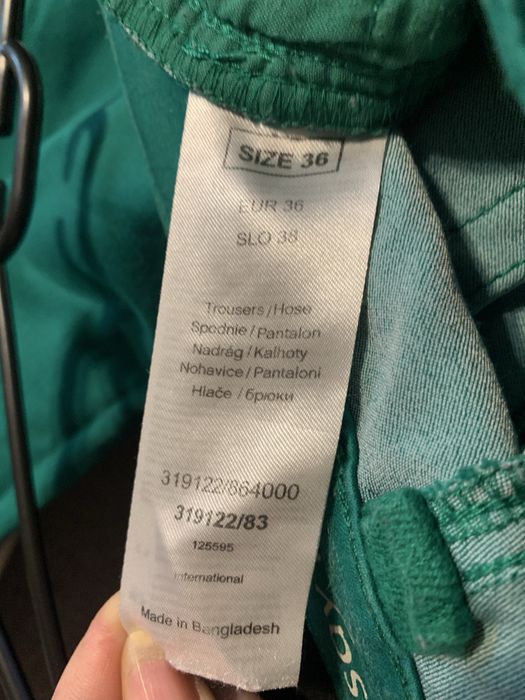 SIZE 36
EUR 36
SLO 38
Trousers/Hose
Spodnie/Pantalon
Nadrág/Kalhoty
Nohavice/Pantaloni
Hlače/брюки
319122/864000
319122/83
125595
International
Made in Bangladesh